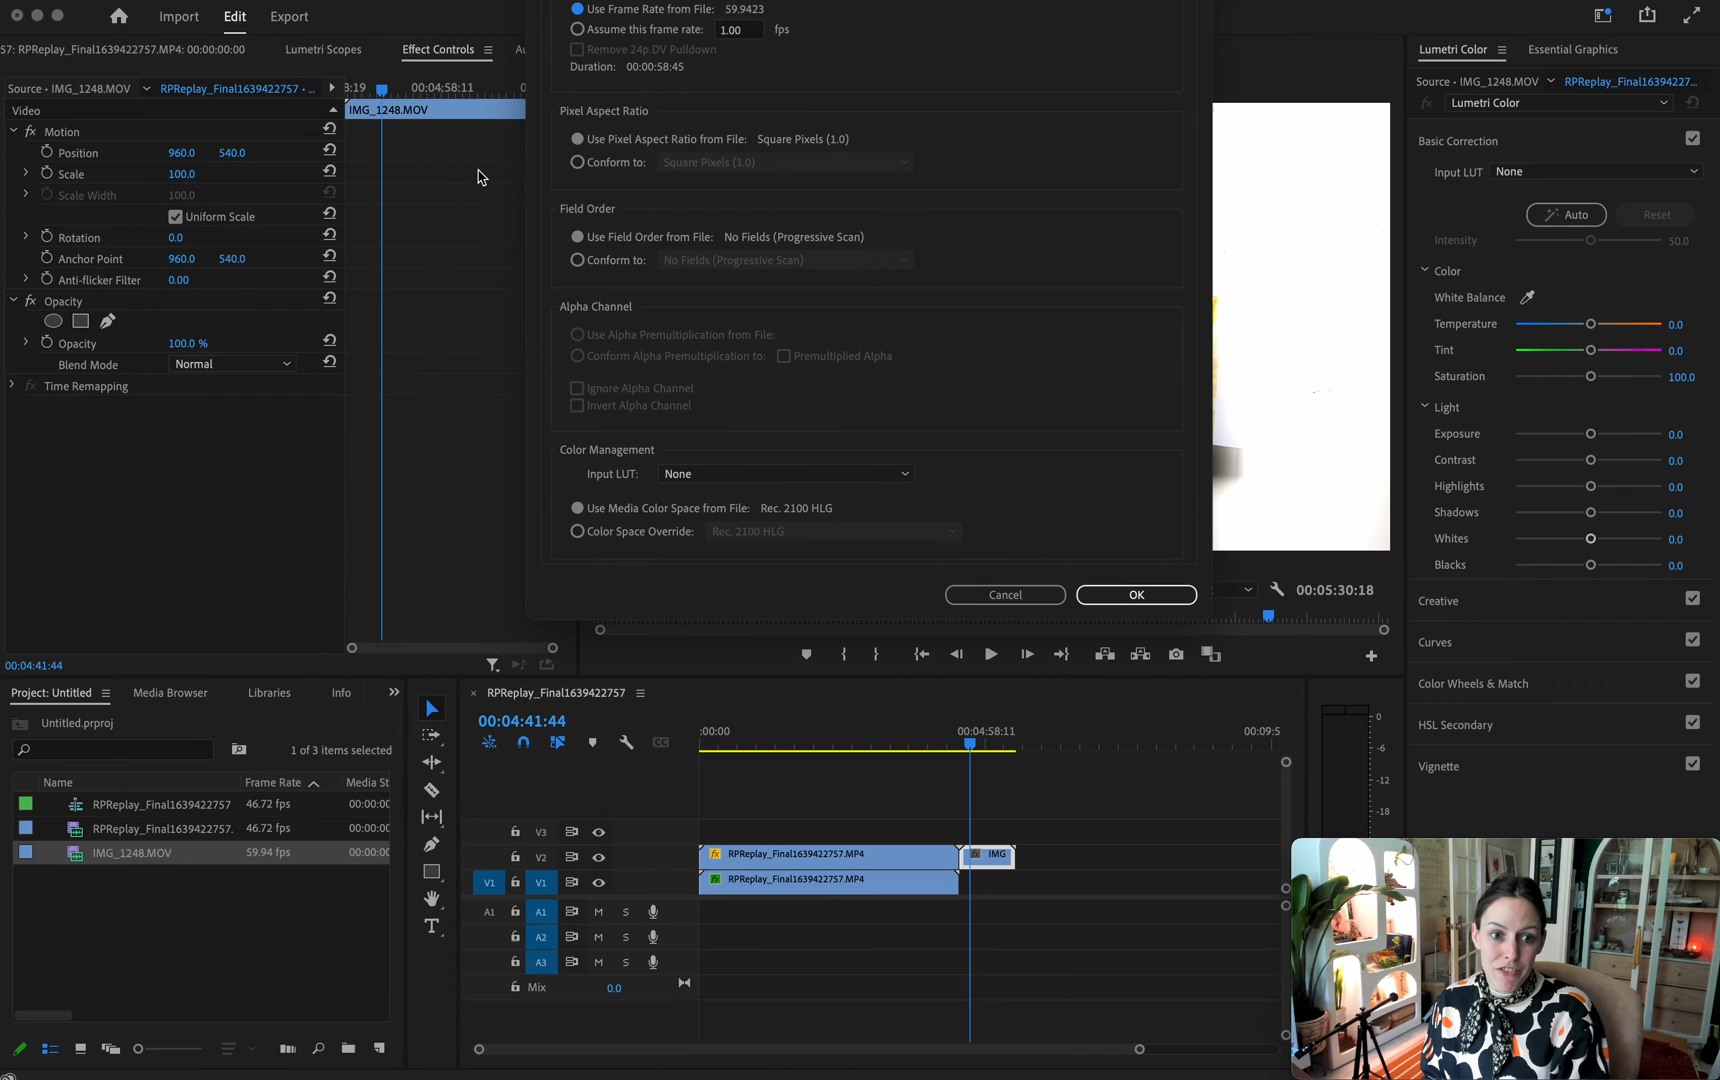 Import
Edit
Export
57: RPReplay_Final1639422757.MP4: 00:00:00:00
Lumetri Scopes
Effect Controls
Source • IMG_1248.MOV
RPReplay_Final1639422757 • ...
8:19
00:04:58:11
Video
IMG_1248.MOV
Motion
Position 960.0 540.0
Scale 100.0
Scale Width 100.0
Uniform Scale
Rotation 0.0
Anchor Point 960.0 540.0
Anti-flicker Filter 0.00
Opacity
Opacity 100.0 %
Blend Mode Normal
Time Remapping
00:04:41:44
Use Frame Rate from File: 59.9423
Assume this frame rate: 1.00 fps
Remove 24p DV Pulldown
Duration: 00:00:58:45
Pixel Aspect Ratio
Use Pixel Aspect Ratio from File: Square Pixels (1.0)
Conform to: Square Pixels (1.0)
Field Order
Use Field Order from File: No Fields (Progressive Scan)
Conform to: No Fields (Progressive Scan)
Alpha Channel
Use Alpha Premultiplication from File:
Conform Alpha Premultiplication to: Premultiplied Alpha
Ignore Alpha Channel
Invert Alpha Channel
Color Management
Input LUT: None
Use Media Color Space from File: Rec. 2100 HLG
Color Space Override: Rec. 2100 HLG
Cancel
OK
00:05:30:18
Lumetri Color
Essential Graphics
Source • IMG_1248.MOV
RPReplay_Final16394227...
fx Lumetri Color
Basic Correction
Input LUT None
Auto
Reset
Intensity 50.0
Color
White Balance
Temperature 0.0
Tint 0.0
Saturation 100.0
Light
Exposure 0.0
Contrast 0.0
Highlights 0.0
Shadows 0.0
Whites 0.0
Blacks 0.0
Creative
Curves
Color Wheels & Match
HSL Secondary
Vignette
Project: Untitled
Media Browser
Libraries
Info
Untitled.prproj
1 of 3 items selected
Name
Frame Rate
Media St
RPReplay_Final1639422757 46.72 fps 00:00:0
RPReplay_Final1639422757. 46.72 fps 00:00:0
IMG_1248.MOV 59.94 fps 00:00:0
× RPReplay_Final1639422757
00:04:41:44
:00:00
00:04:58:11
00:09:5
V3
V2
RPReplay_Final1639422757.MP4
IMG
V1 V1
RPReplay_Final1639422757.MP4
A1 A1 M S
A2 M S
A3 M S
Mix 0.0
0
-6
-12
-18